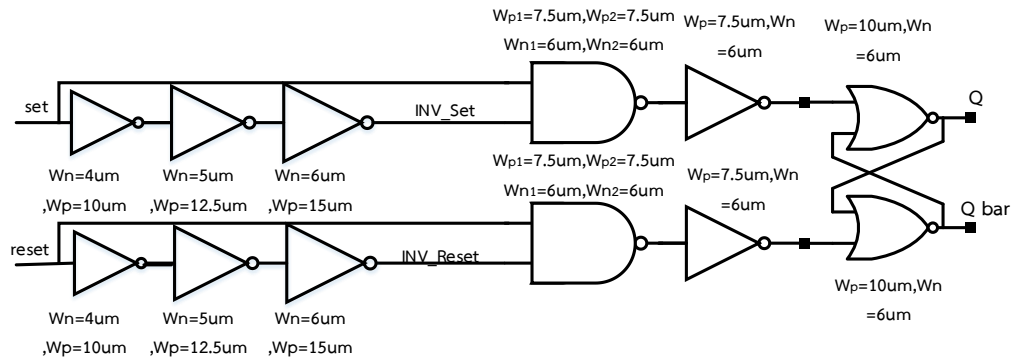 Wp1=7.5um,Wp2=7.5um
Wn1=6um,Wn2=6um
Wp=7.5um,Wn
=6um
Wp=10um,Wn
=6um
set
INV_Set
Q
Wn=4um
,Wp=10um
Wn=5um
,Wp=12.5um
Wn=6um
,Wp=15um
Wp1=7.5um,Wp2=7.5um
Wn1=6um,Wn2=6um
Wp=7.5um,Wn
=6um
reset
INV_Reset
Q bar
Wn=4um
,Wp=10um
Wn=5um
,Wp=12.5um
Wn=6um
,Wp=15um
Wp=10um,Wn
=6um